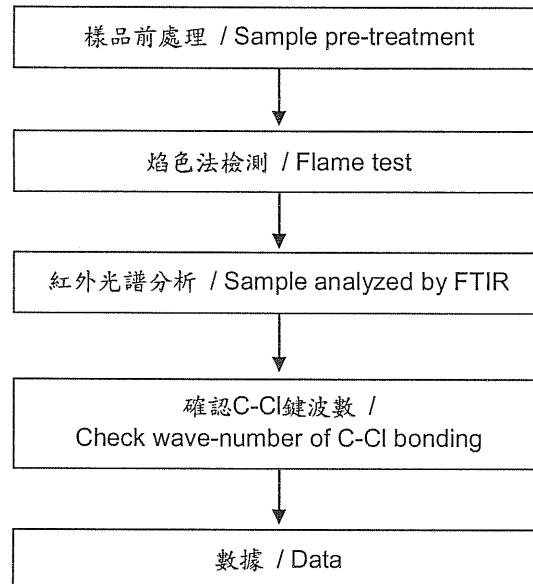 樣品前處理 / Sample pre-treatment
焰色法檢測 / Flame test
紅外光譜分析 / Sample analyzed by FTIR
確認C-Cl鍵波數 /
Check wave-number of C-Cl bonding
數據 / Data